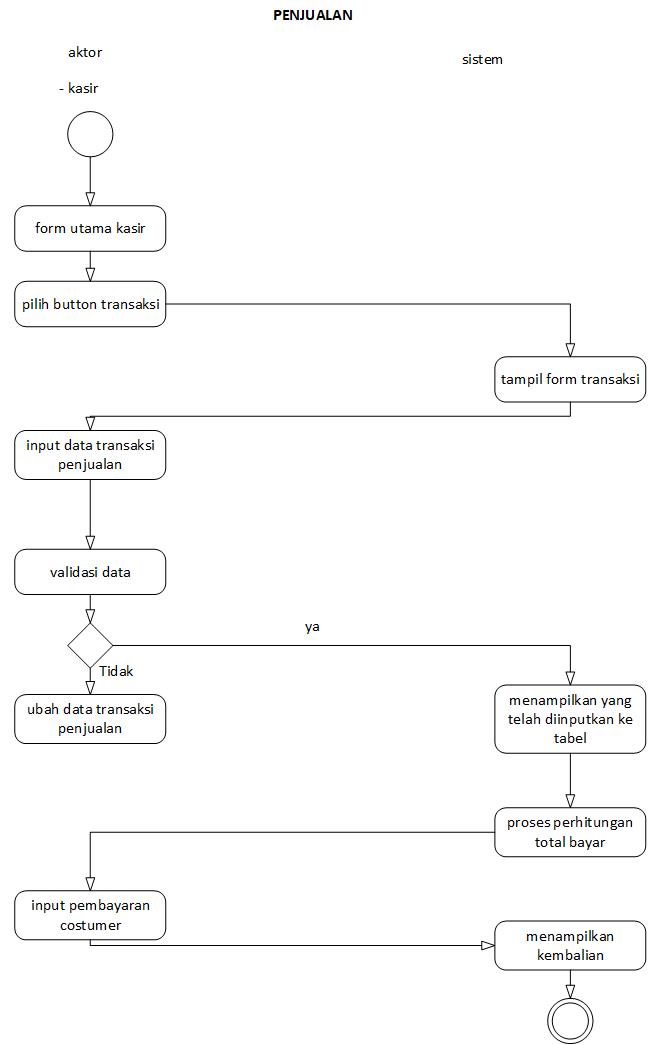 PENJUALAN
aktor
sistem
- kasir
form utama kasir
pilih button transaksi
tampil form transaksi
input data transaksi
penjualan
validasi data
ya
Tidak
ubah data transaksi
penjualan
menampilkan yang
telah diinputkan ke
tabel
proses perhitungan
total bayar
input pembayaran
costumer
menampilkan
kembalian